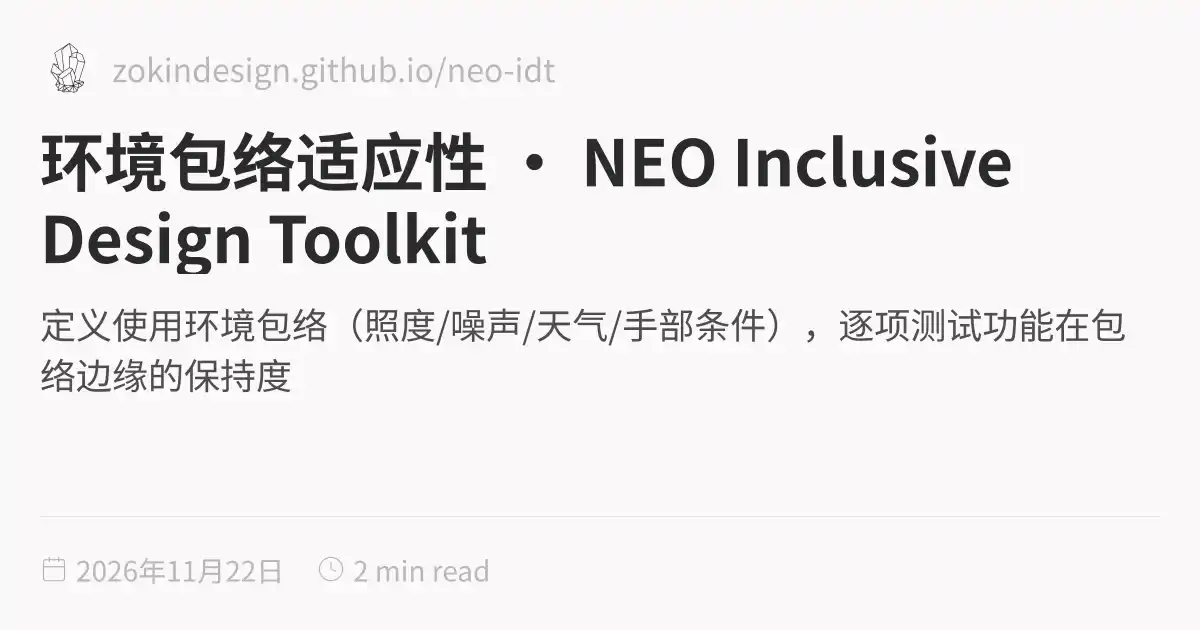 zokindesign.github.io/neo-idt
环境包络适应性 · NEO Inclusive
Design Toolkit
定义使用环境包络（照度/噪声/天气/手部条件），逐项测试功能在包
络边缘的保持度
2026年11月22日 2 min read